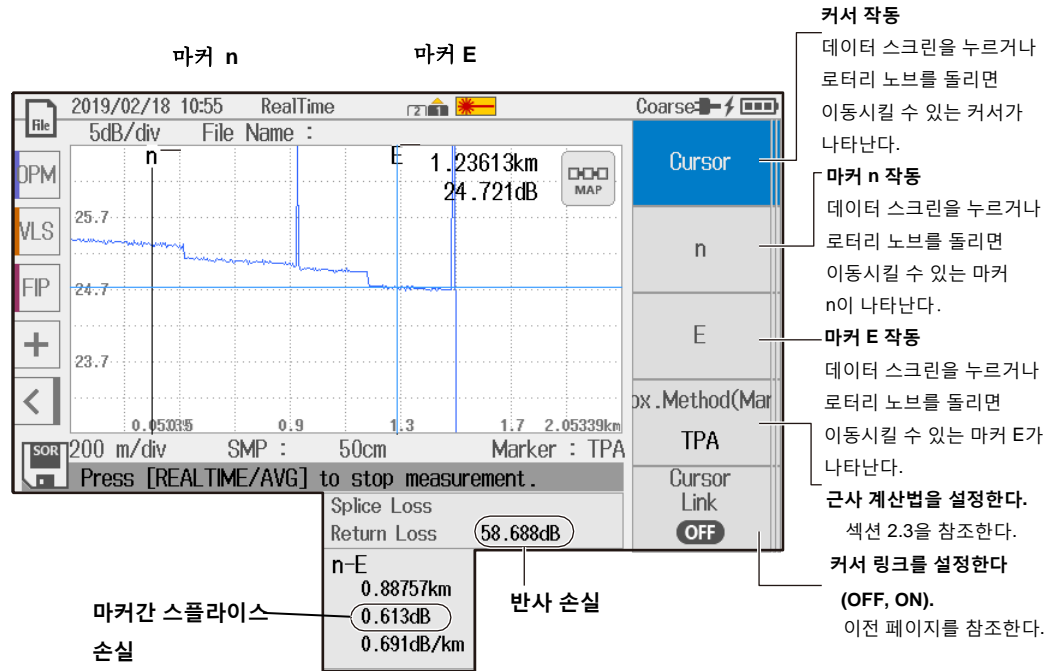 커서 작동
데이터 스크린을 누르거나
로터리 노브를 돌리면
이동시킬 수 있는 커서가
나타난다.
마커 n
마커 E
File
2019/02/18 10:55 RealTime
2 1
Coarse
5dB/div File Name :
n
E
1.23613km
24.721dB
MAP
OPM
VLS
FIP
+
<
25.7
24.7
23.7
0.9
1.3
1.7
2.05339km
SOR
200 m/div SMP : 50cm Marker : TPA
Press [REALTIME/AVG] to stop measurement.
Cursor
n
E
ox.Method(Mar
TPA
Cursor
Link
OFF
마커 n 작동
데이터 스크린을 누르거나
로터리 노브를 돌리면
이동시킬 수 있는 마커
n이 나타난다.
마커 E 작동
데이터 스크린을 누르거나
로터리 노브를 돌리면
이동시킬 수 있는 마커 E가
나타난다.
근사 계산법을 설정한다.
섹션 2.3을 참조한다.
커서 링크를 설정한다
(OFF, ON).
이전 페이지를 참조한다.
Splice Loss
Return Loss 58.688dB
n-E
0.88757km
0.613dB
0.691dB/km
마커간 스플라이스
손실
반사 손실